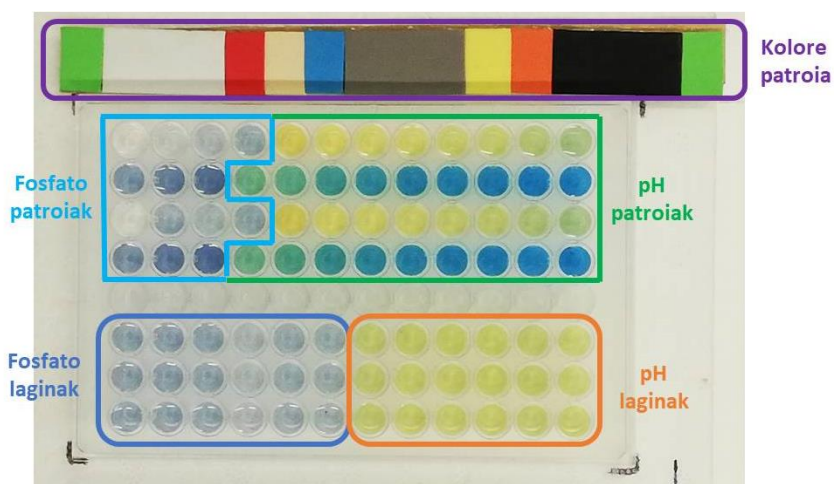 Kolore
patroia
Fosfato
patroiak
pH
patroiak
Fosfato
laginak
pH
laginak